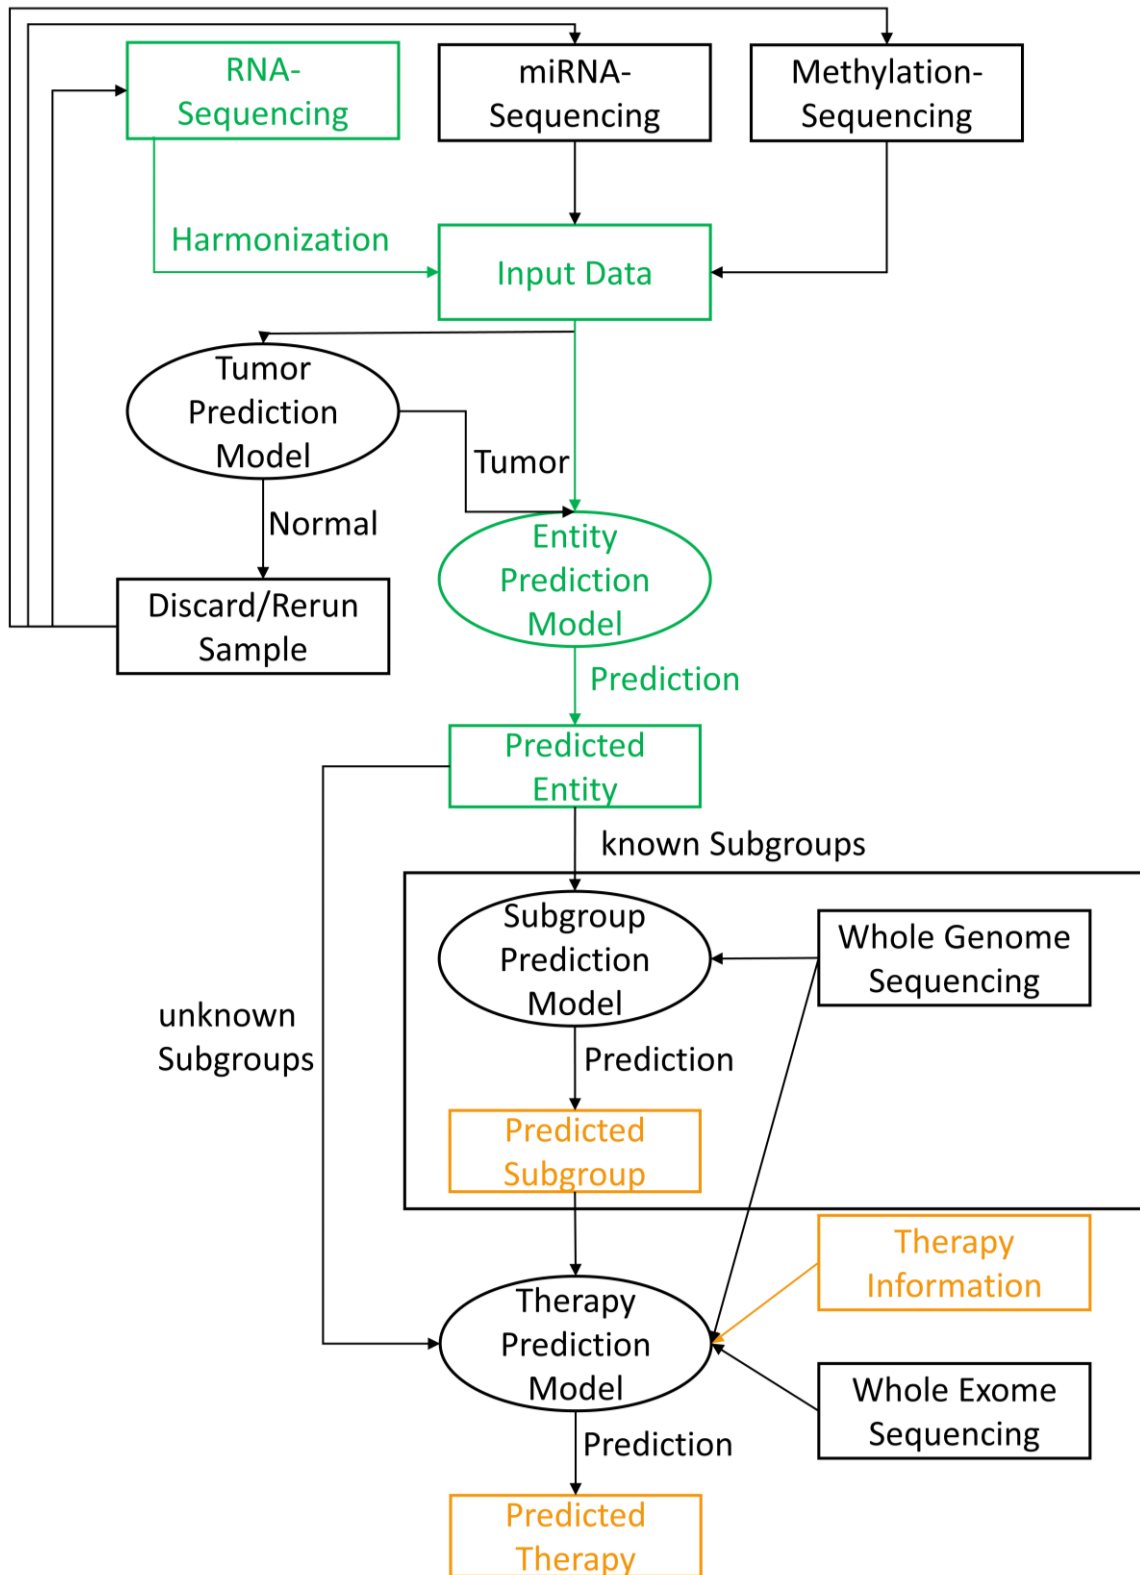 RNA-
Sequencing
miRNA-
Sequencing
Methylation-
Sequencing
Harmonization
Input Data
Tumor
Prediction
Model
Tumor
Normal
Entity
Prediction
Model
Discard/Rerun
Sample
Prediction
Predicted
Entity
known Subgroups
Subgroup
Prediction
Model
Whole Genome
Sequencing
unknown
Subgroups
Prediction
Predicted
Subgroup
Therapy
Information
Therapy
Prediction
Model
Whole Exome
Sequencing
Prediction
Predicted
Therapy